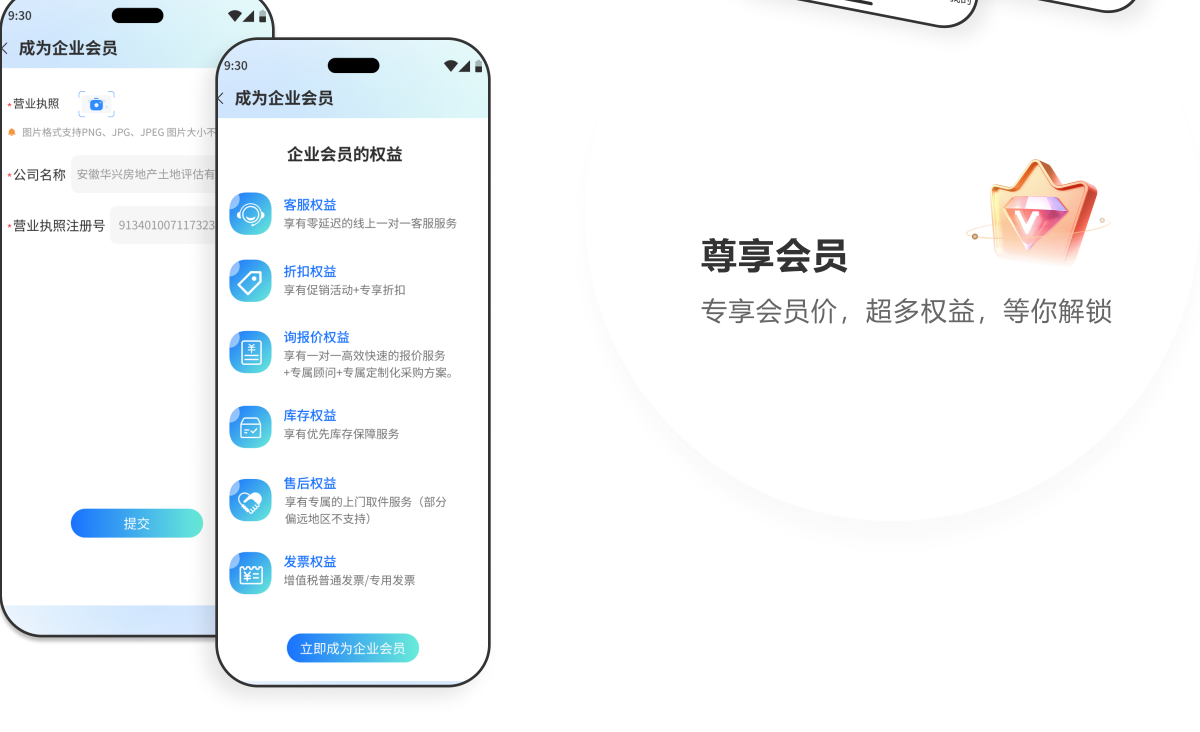 9:30
成为企业会员
*营业执照
图片格式支持PNG、JPG、JPEG 图片大小不
*公司名称 安徽华兴房地产土地评估有
*营业执照注册号 913401007117323
提交
9:30
成为企业会员
企业会员的权益
客服权益
享有零延迟的线上一对一客服服务
折扣权益
享有促销活动+专享折扣
询报价权益
享有一对一高效快速的报价服务
+专属顾问+专属定制化采购方案。
库存权益
享有优先库存保障服务
售后权益
享有专属的上门取件服务（部分
偏远地区不支持）
发票权益
增值税普通发票/专用发票
立即成为企业会员
尊享会员
专享会员价，超多权益，等你解锁